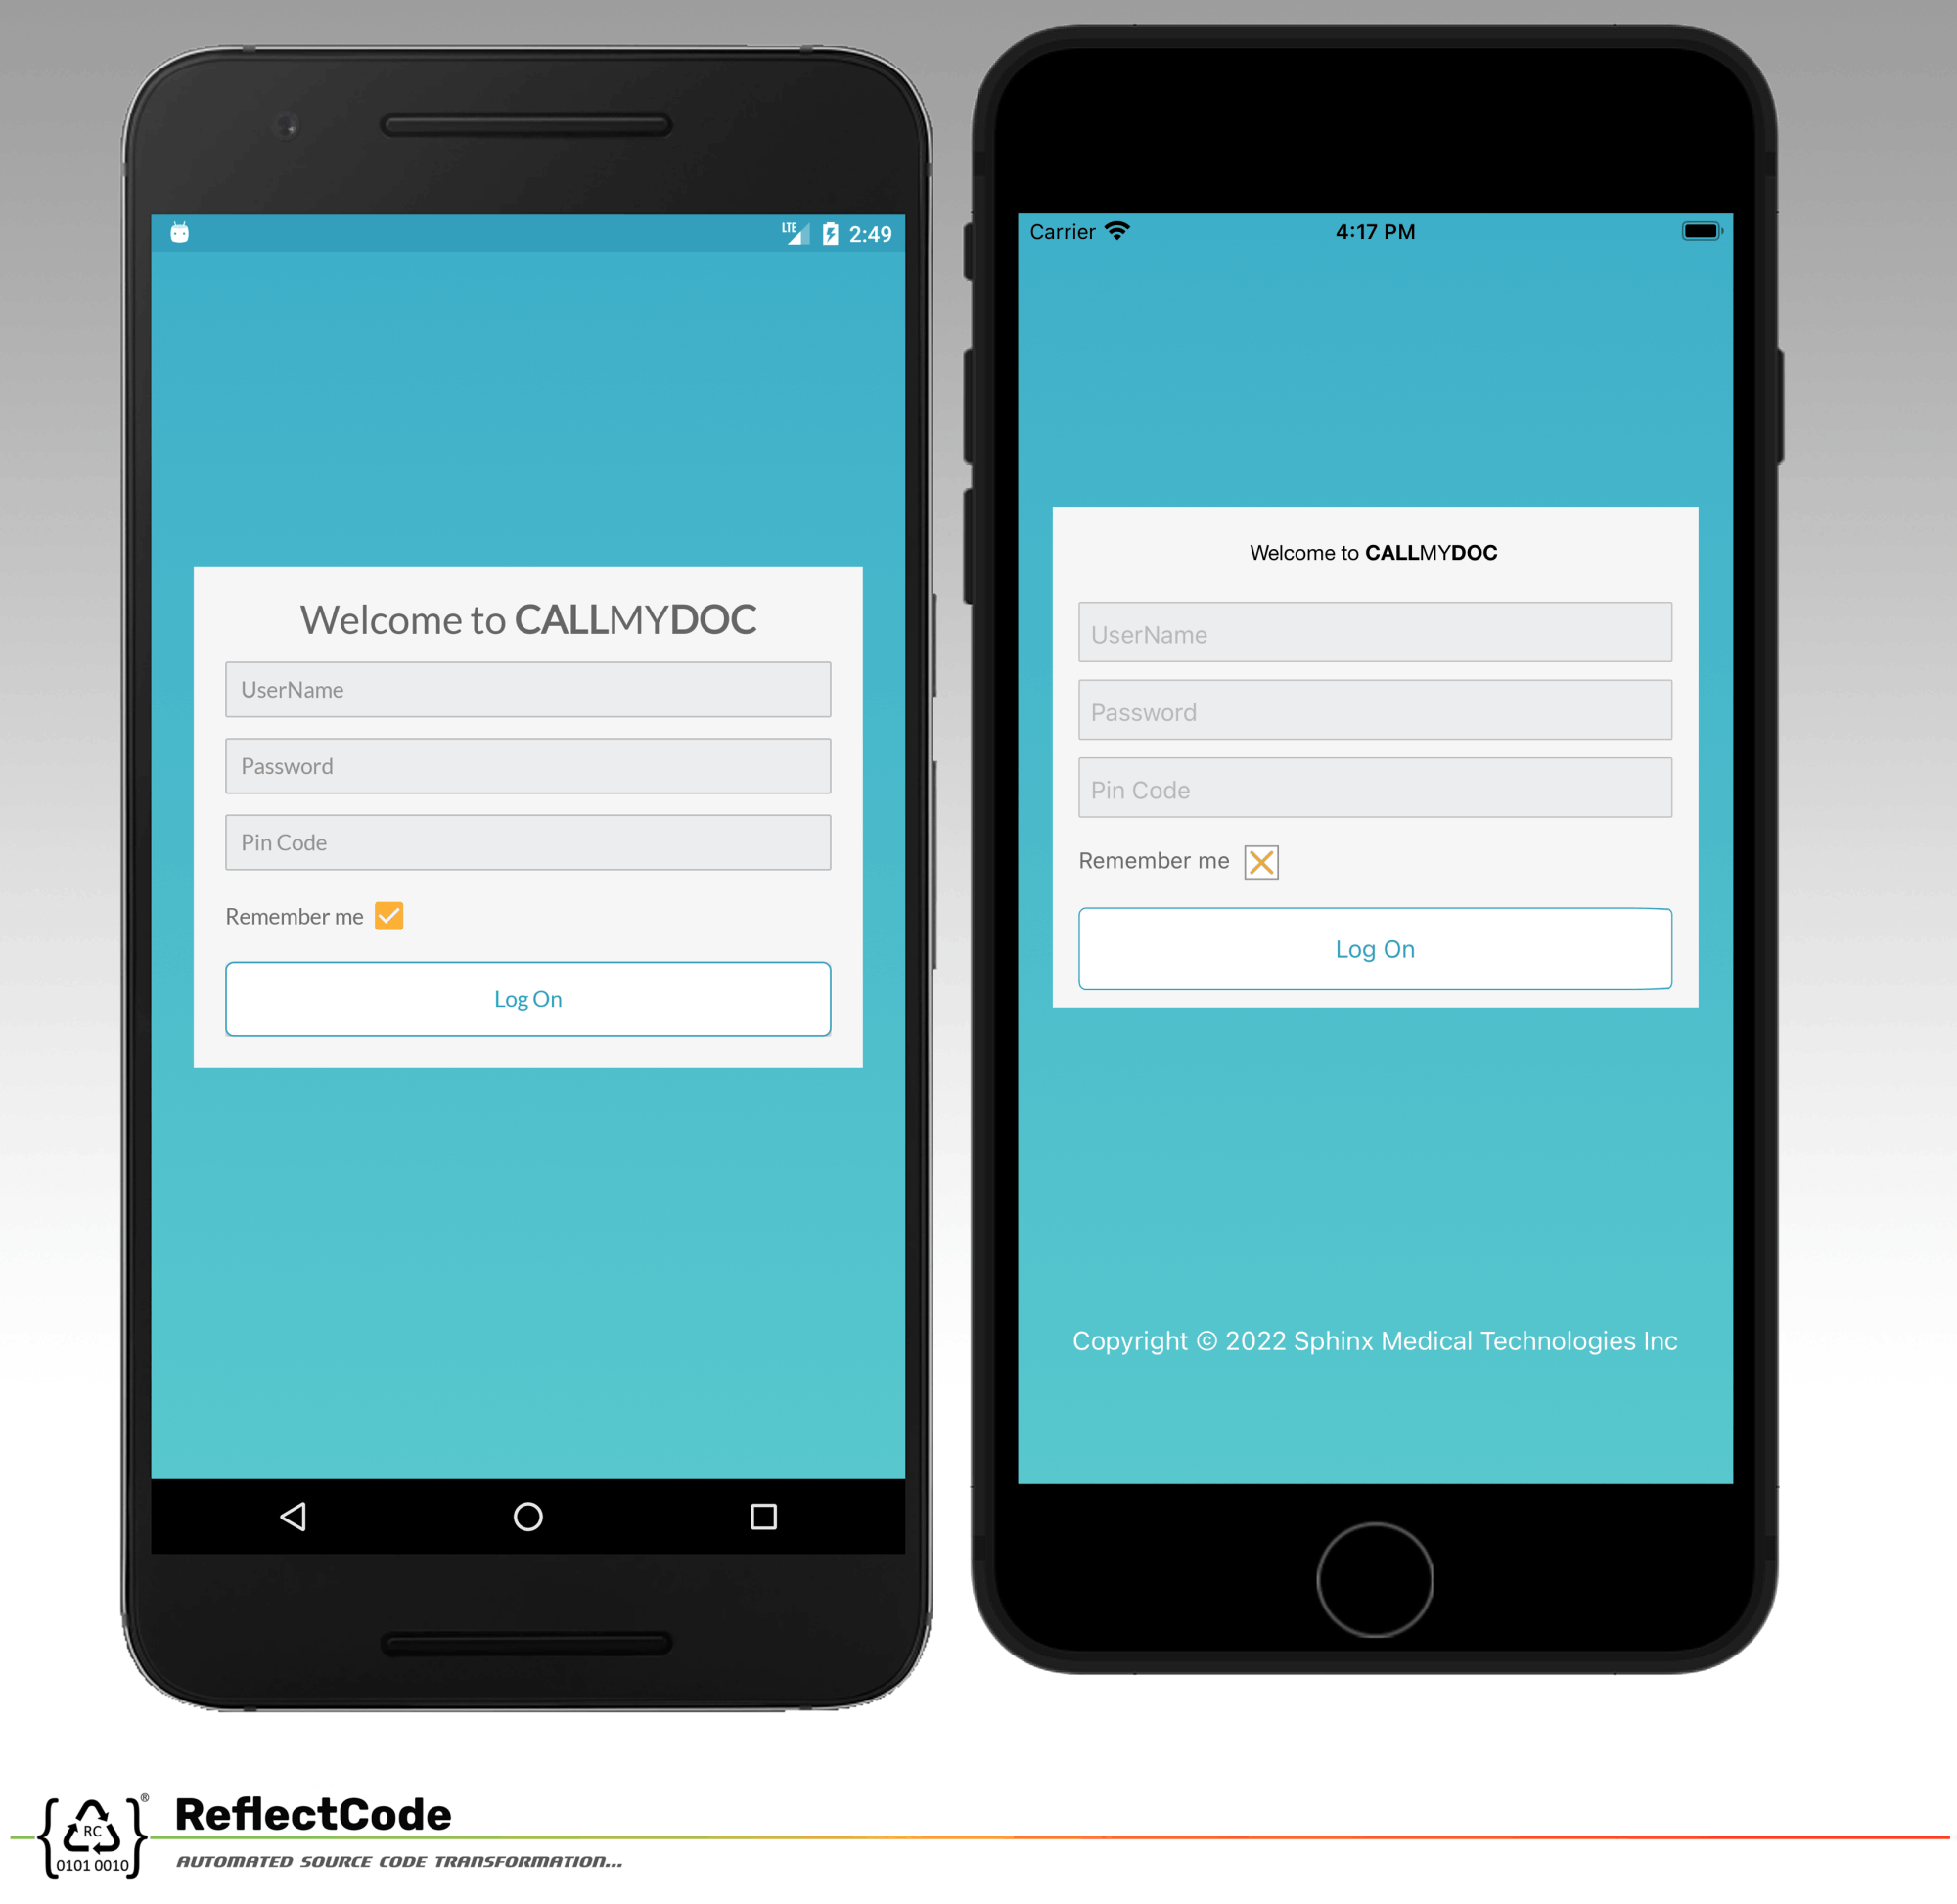 LTE 2:49
Welcome to CALLMYDOC
UserName
Password
Pin Code
Remember me
Log On
Carrier 4:17 PM
Welcome to CALLMYDOC
UserName
Password
Pin Code
Remember me
Log On
Copyright © 2022 Sphinx Medical Technologies Inc
RC
0101 0010
®
ReflectCode
AUTOMATED SOURCE CODE TRANSFORMATION...